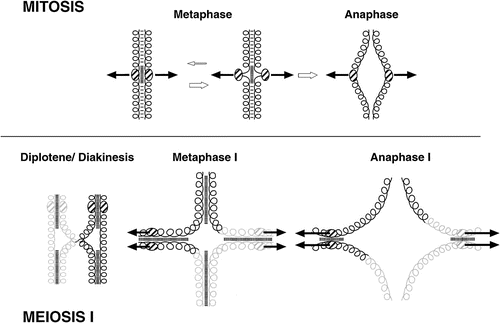 MITOSIS
Metaphase
Anaphase
Diplotene/ Diakinesis
Metaphase I
Anaphase I
MEIOSIS I